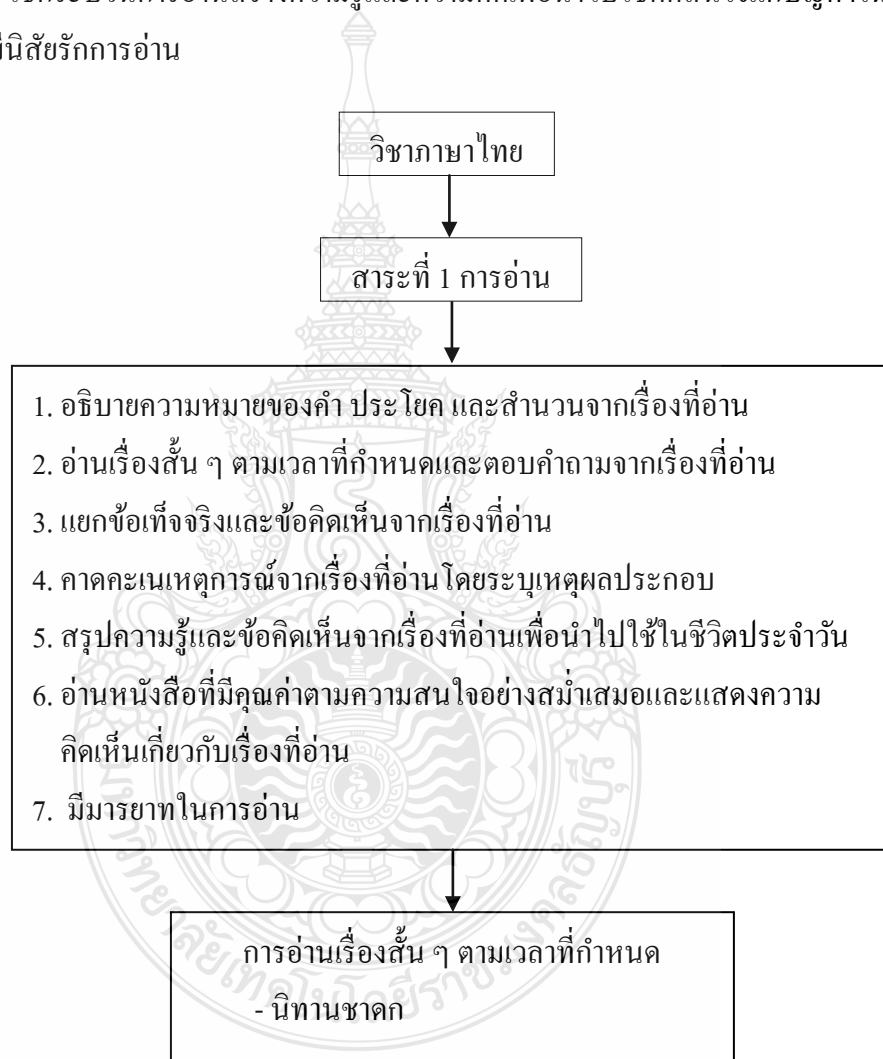 นิสัยรักการอ่าน
วิชาภาษาไทย
สาระที่ 1 การอ่าน
1. อธิบายความหมายของคำ ประโยค และสำนวนจากเรื่องที่อ่าน
2. อ่านเรื่องสั้น ๆ ตามเวลาที่กำหนดและตอบคำถามจากเรื่องที่อ่าน
3. แยกข้อเท็จจริงและข้อคิดเห็นจากเรื่องที่อ่าน
4. คาดคะเนเหตุการณ์จากเรื่องที่อ่านโดยระบุเหตุผลประกอบ
5. สรุปความรู้และข้อคิดเห็นจากเรื่องที่อ่านเพื่อนำไปใช้ในชีวิตประจำวัน
6. อ่านหนังสือที่มีคุณค่าตามความสนใจอย่างสม่ำเสมอและแสดงความ
คิดเห็นเกี่ยวกับเรื่องที่อ่าน
7. มีมารยาทในการอ่าน
การอ่านเรื่องสั้น ๆ ตามเวลาที่กำหนด
- นิทานชาดก